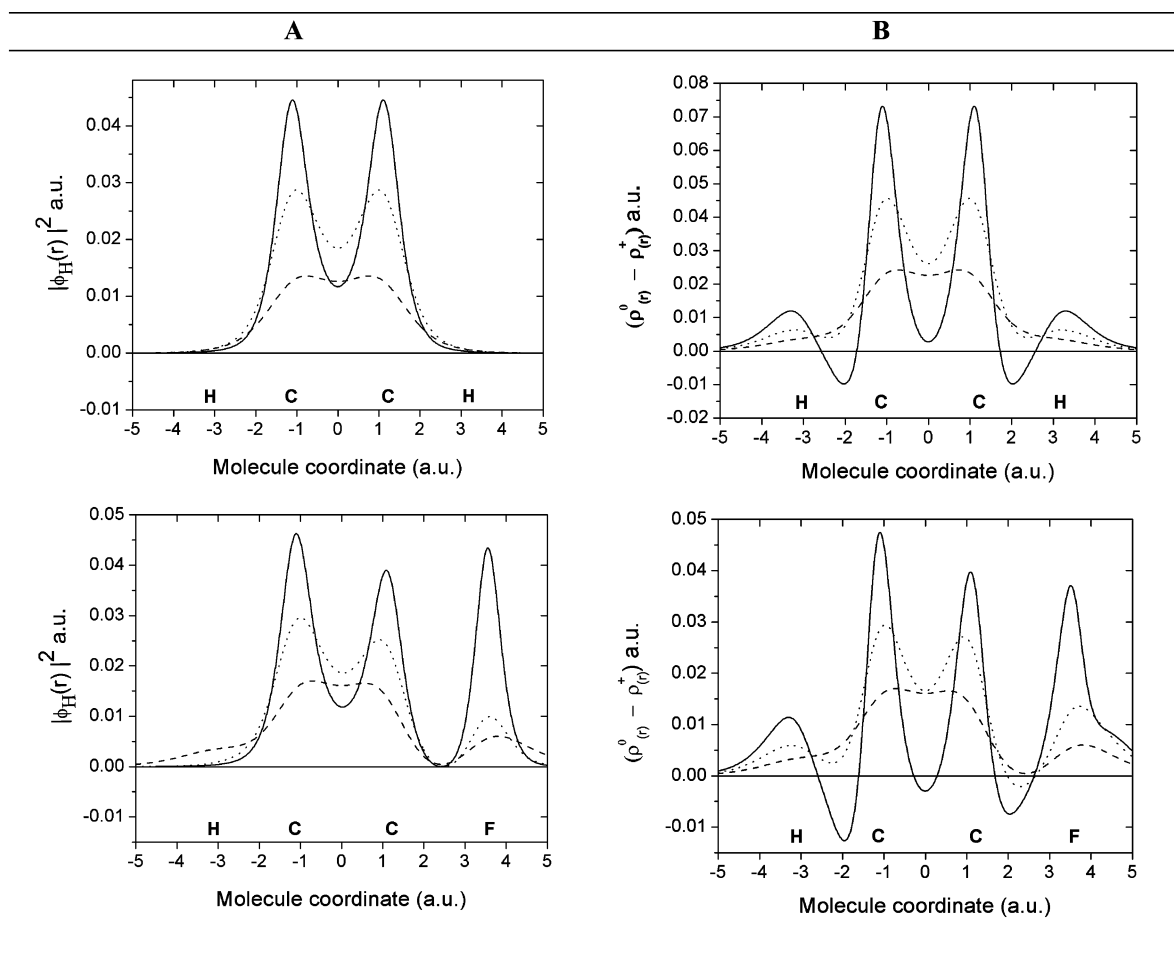 A
B
|ϕH(r)|² a.u.
0.04
0.03
0.02
0.01
0.00
-0.01
H C C H
-5 -4 -3 -2 -1 0 1 2 3 4 5
Molecule coordinate (a.u.)
(ρ⁰(r) − ρ⁺(r)) a.u.
0.08
0.07
0.06
0.05
0.04
0.03
0.02
0.01
0.00
-0.01
-0.02
H C C H
-5 -4 -3 -2 -1 0 1 2 3 4 5
Molecule coordinate (a.u.)
|ϕH(r)|² a.u.
0.05
0.04
0.03
0.02
0.01
0.00
-0.01
H C C F
-5 -4 -3 -2 -1 0 1 2 3 4 5
Molecule coordinate (a.u.)
(ρ⁰(r) − ρ⁺(r)) a.u.
0.05
0.04
0.03
0.02
0.01
0.00
-0.01
H C C F
-5 -4 -3 -2 -1 0 1 2 3 4 5
Molecule coordinate (a.u.)